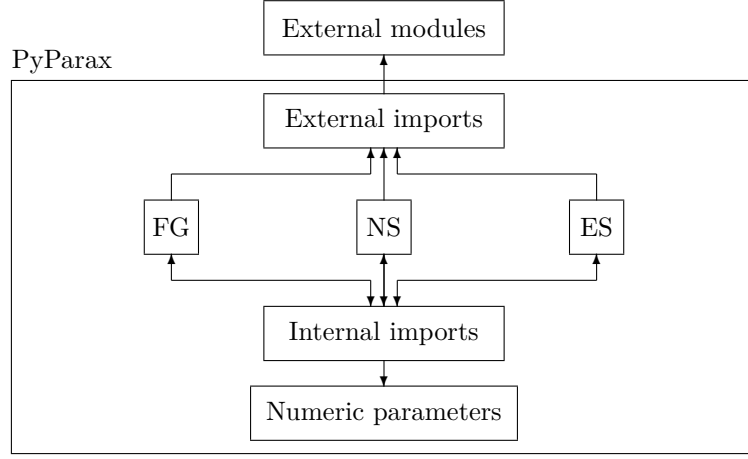 External modules
PyParax
External imports
FG NS ES
Internal imports
Numeric parameters